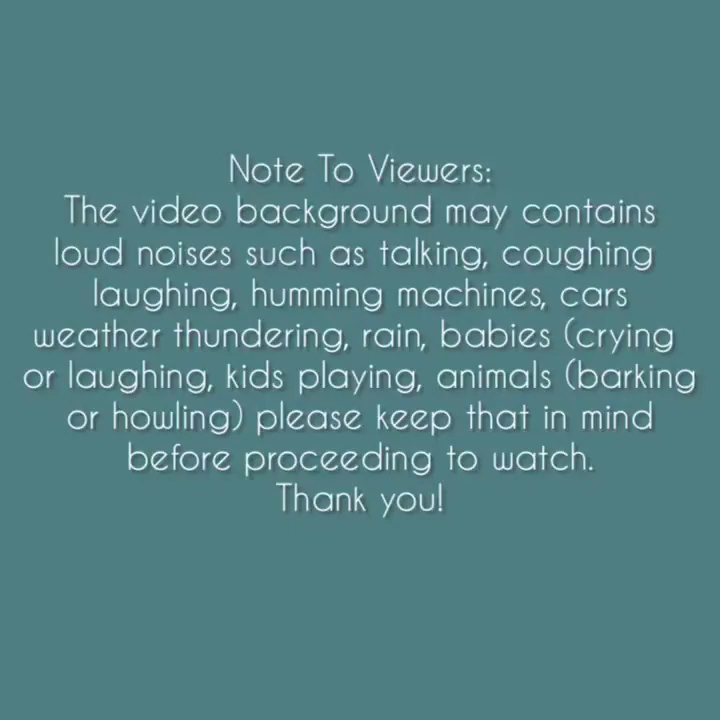 Note To Viewers:
The video background may contains
loud noises such as talking, coughing
laughing, humming machines, cars
weather thundering, rain, babies (crying
or laughing, kids playing, animals (barking
or howling) please keep that in mind
before proceeding to watch.
Thank you!